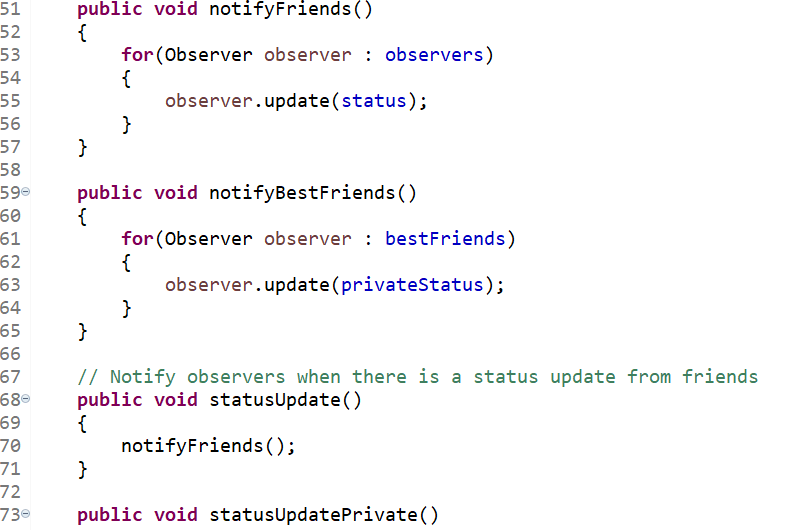 51 public void notifyFriends()
52 {
53 for(Observer observer : observers)
54 {
55 observer.update(status);
56 }
57 }
58
59 public void notifyBestFriends()
60 {
61 for(Observer observer : bestFriends)
62 {
63 observer.update(privateStatus);
64 }
65 }
66
67 // Notify observers when there is a status update from friends
68 public void statusUpdate()
69 {
70 notifyFriends();
71 }
72
73 public void statusUpdatePrivate()